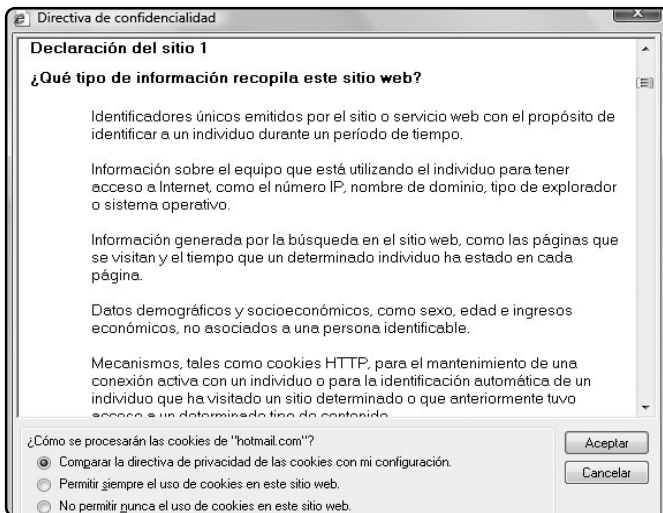 Directiva de confidencialidad
Declaración del sitio 1
¿Qué tipo de información recopila este sitio web?
Identificadores únicos emitidos por el sitio o servicio web con el propósito de
identificar a un individuo durante un período de tiempo.
Información sobre el equipo que está utilizando el individuo para tener
acceso a Internet, como el número IP, nombre de dominio, tipo de explorador
o sistema operativo.
Información generada por la búsqueda en el sitio web, como las páginas que
se visitan y el tiempo que un determinado individuo ha estado en cada
página.
Datos demográficos y socioeconómicos, como sexo, edad e ingresos
económicos, no asociados a una persona identificable.
Mecanismos, tales como cookies HTTP, para el mantenimiento de una
conexión activa con un individuo o para la identificación automática de un
individuo que ha visitado un sitio determinado o que anteriormente tuvo
acceso a un determinado tipo de contenido.
¿Cómo se procesarán las cookies de "hotmail.com"?
Comparar la directiva de privacidad de las cookies con mi configuración.
Permitir siempre el uso de cookies en este sitio web.
No permitir nunca el uso de cookies en este sitio web.
Aceptar
Cancelar